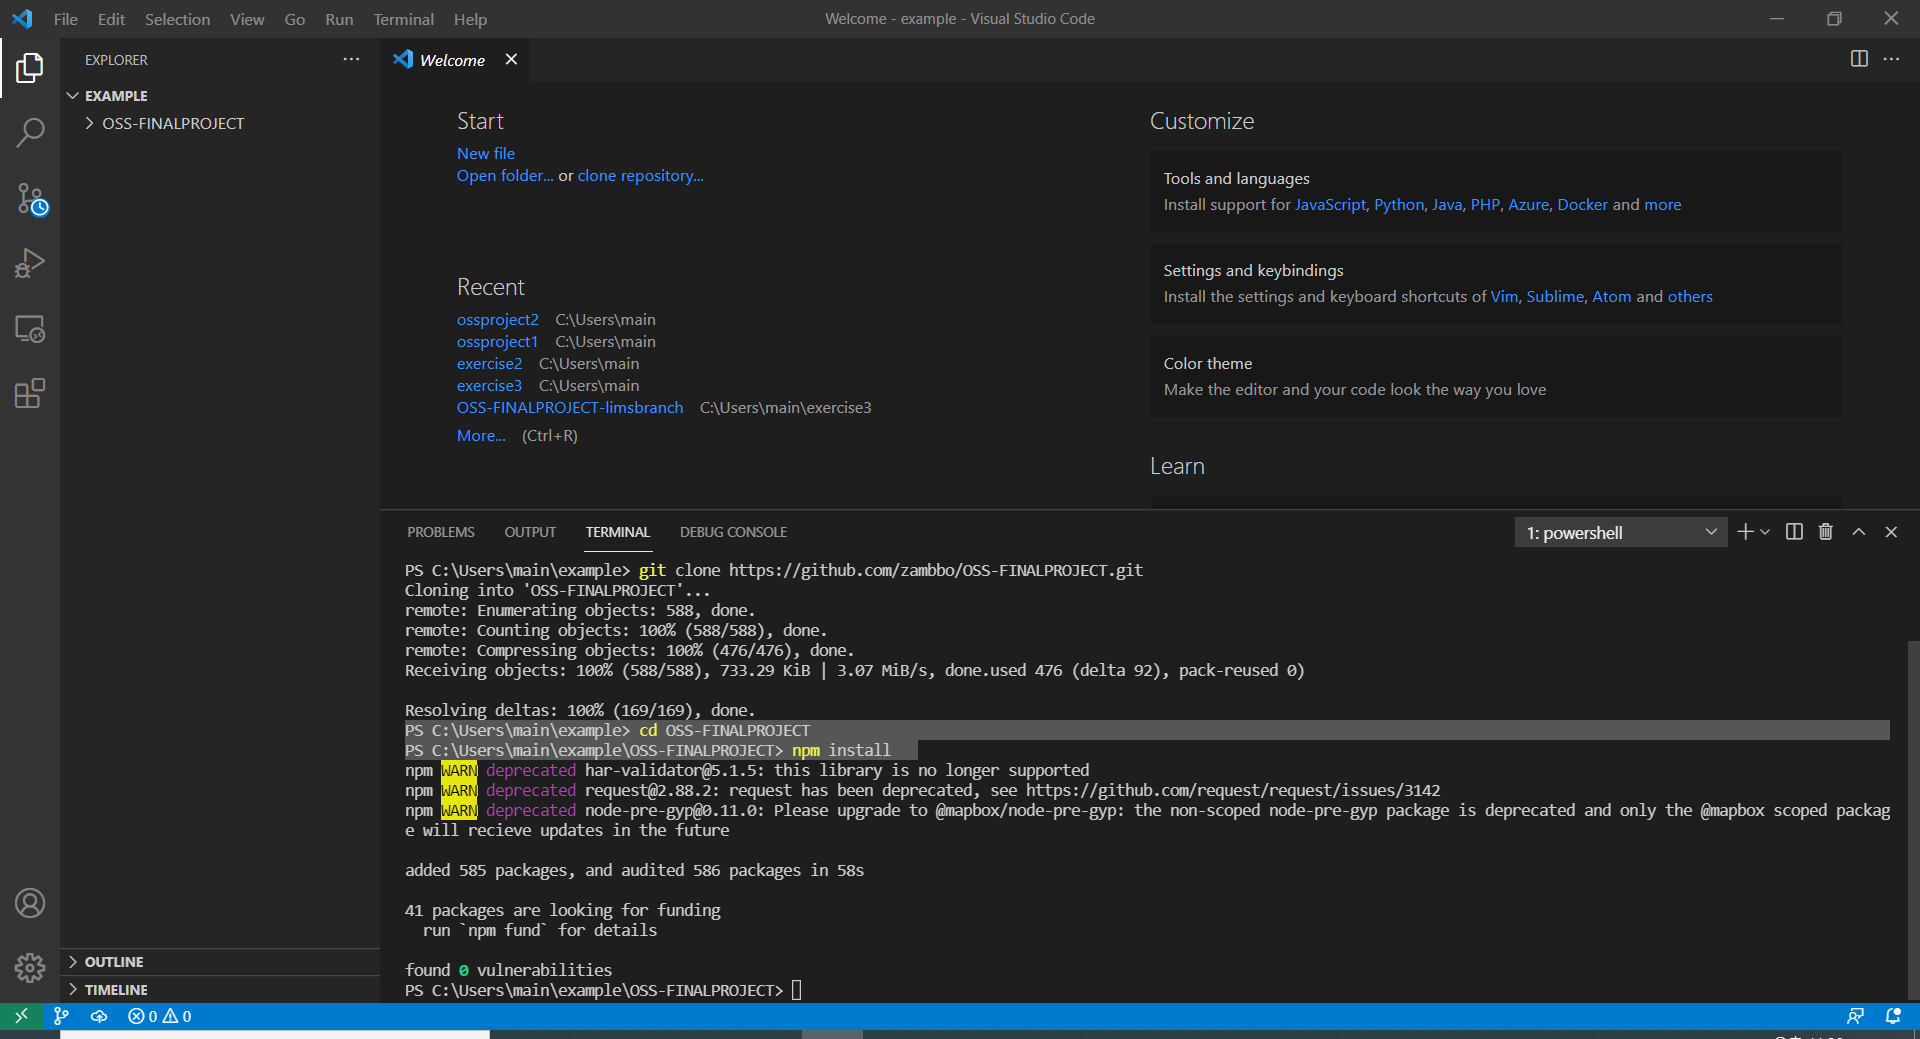 File Edit Selection View Go Run Terminal Help
Welcome - example - Visual Studio Code
EXPLORER
EXAMPLE
OSS-FINALPROJECT
OUTLINE
TIMELINE
Welcome
Start
New file
Open folder... or clone repository...
Recent
ossproject2 C:\Users\main
ossproject1 C:\Users\main
exercise2 C:\Users\main
exercise3 C:\Users\main
OSS-FINALPROJECT-limsbranch C:\Users\main\exercise3
More... (Ctrl+R)
Customize
Tools and languages
Install support for JavaScript, Python, Java, PHP, Azure, Docker and more
Settings and keybindings
Install the settings and keyboard shortcuts of Vim, Sublime, Atom and others
Color theme
Make the editor and your code look the way you love
Learn
PROBLEMS OUTPUT TERMINAL DEBUG CONSOLE
1: powershell
PS C:\Users\main\example> git clone https://github.com/zambbo/OSS-FINALPROJECT.git
Cloning into 'OSS-FINALPROJECT'...
remote: Enumerating objects: 588, done.
remote: Counting objects: 100% (588/588), done.
remote: Compressing objects: 100% (476/476), done.
Receiving objects: 100% (588/588), 733.29 KiB | 3.07 MiB/s, done.used 476 (delta 92), pack-reused 0)
Resolving deltas: 100% (169/169), done.
PS C:\Users\main\example> cd OSS-FINALPROJECT
PS C:\Users\main\example\OSS-FINALPROJECT> npm install
npm WARN deprecated har-validator@5.1.5: this library is no longer supported
npm WARN deprecated request@2.88.2: request has been deprecated, see https://github.com/request/request/issues/3142
npm WARN deprecated node-pre-gyp@0.11.0: Please upgrade to @mapbox/node-pre-gyp: the non-scoped node-pre-gyp package is deprecated and only the @mapbox scoped packag
e will recieve updates in the future
added 585 packages, and audited 586 packages in 58s
41 packages are looking for funding
run `npm fund` for details
found 0 vulnerabilities
PS C:\Users\main\example\OSS-FINALPROJECT>
0 0